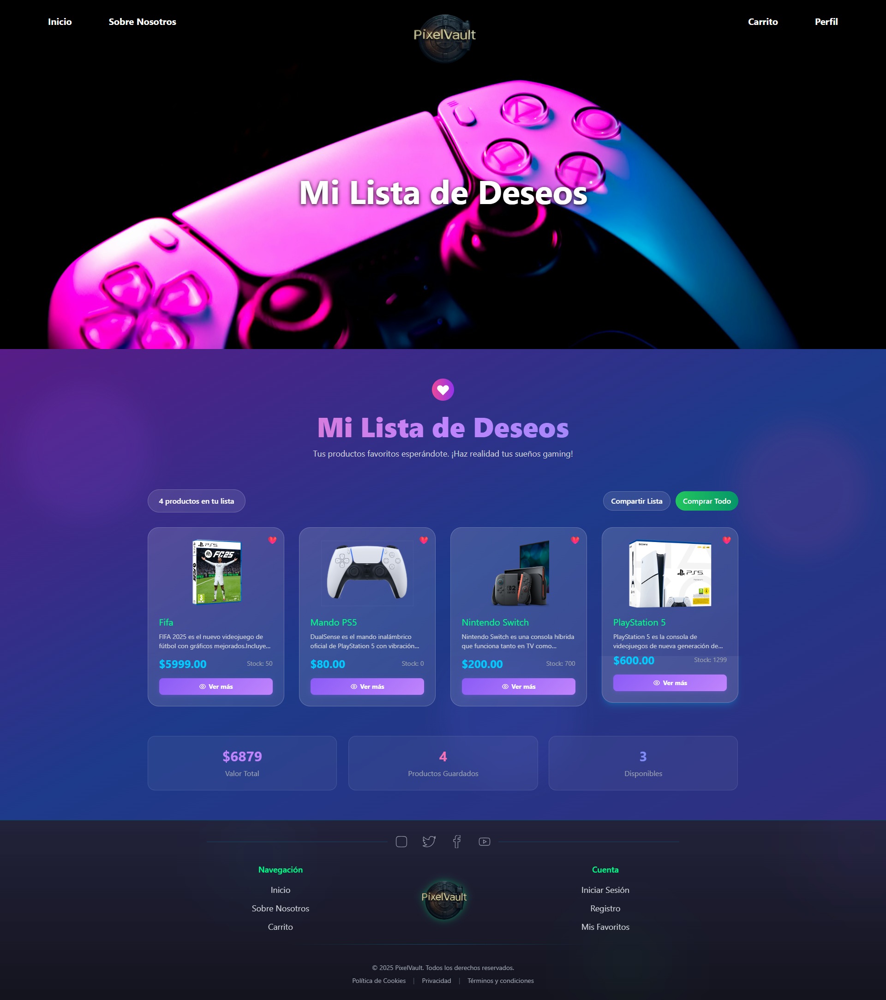 Inicio
Sobre Nosotros
PixelVault
Carrito
Perfil
Mi Lista de Deseos
Mi Lista de Deseos
Tus productos favoritos esperándote. ¡Haz realidad tus sueños gaming!
4 productos en tu lista
Compartir Lista
Comprar Todo
PS5
FC25
3
Fifa
FIFA 2025 es el nuevo videojuego de
fútbol con gráficos mejorados.Incluye...
$5999.00
Stock: 50
Ver más
Mando PS5
DualSense es el mando inalámbrico
oficial de PlayStation 5 con vibración...
$80.00
Stock: 0
Ver más
2
Nintendo Switch
Nintendo Switch es una consola híbrida
que funciona tanto en TV como...
$200.00
Stock: 700
Ver más
SONY
PS5
PlayStation 5
PlayStation 5 es la consola de
videojuegos de nueva generación de...
$600.00
Stock: 1299
Ver más
$6879
Valor Total
4
Productos Guardados
3
Disponibles
Navegación
Inicio
Sobre Nosotros
Carrito
PixelVault
Cuenta
Iniciar Sesión
Registro
Mis Favoritos
© 2025 PixelVault. Todos los derechos reservados.
Política de Cookies | Privacidad | Términos y condiciones